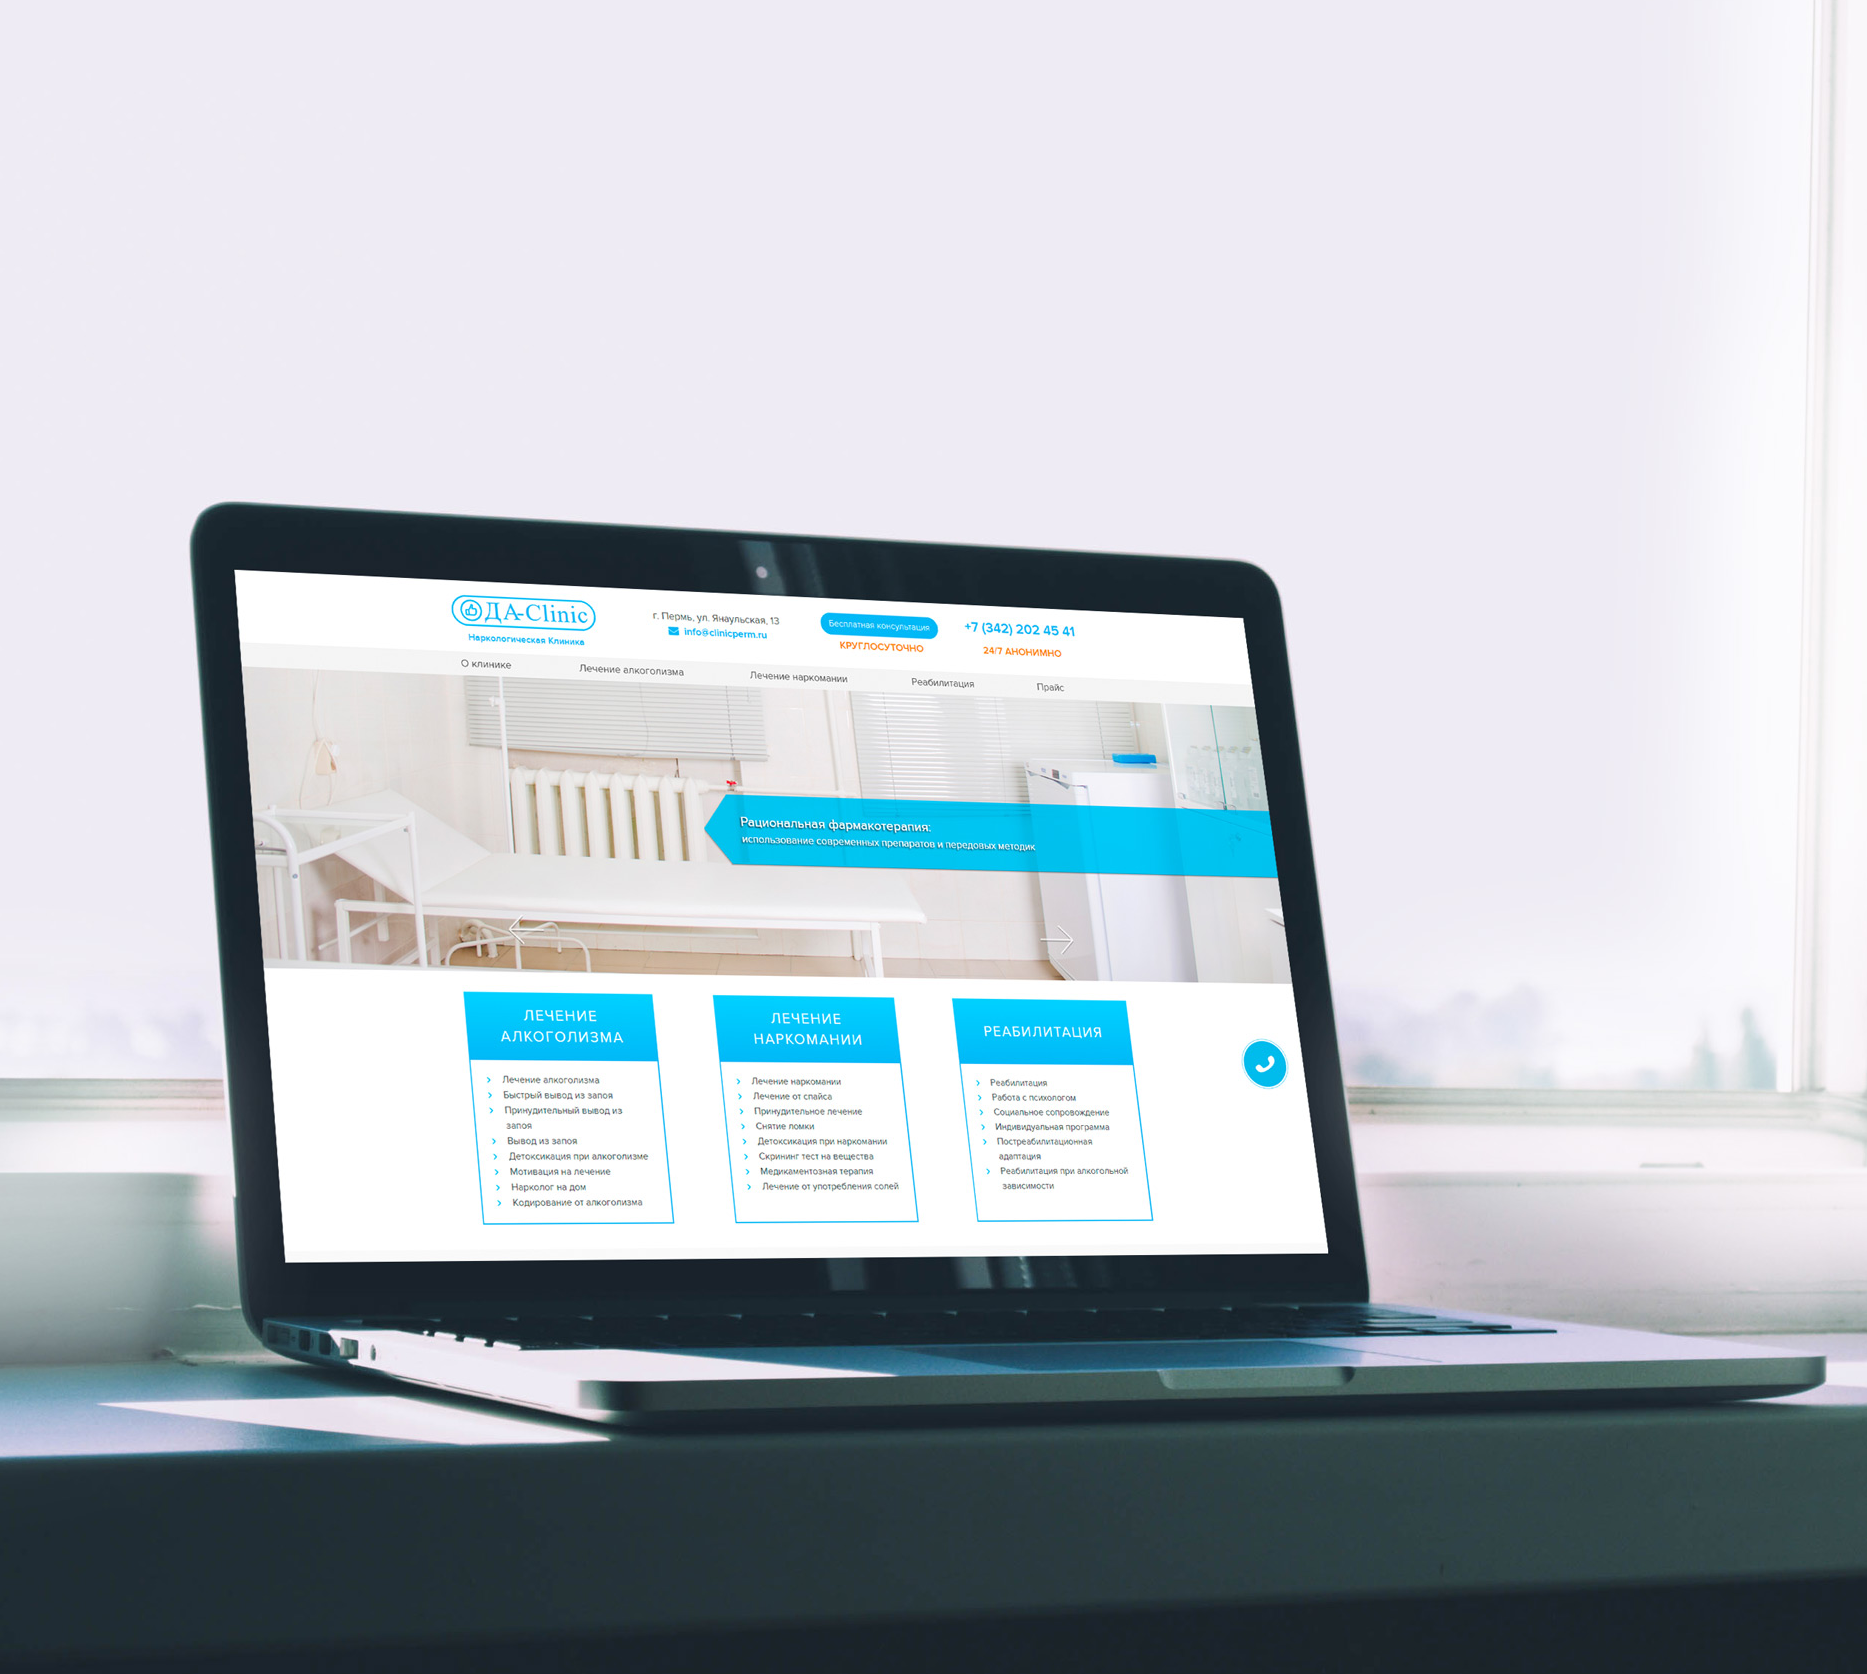 ДА-Clinic
Наркологическая Клиника
г. Пермь, ул. Янаульская, 13
info@clinicperm.ru
Бесплатная консультация
КРУГЛОСУТОЧНО
+7 (342) 202 45 41
24/7 АНОНИМНО
О клинике
Лечение алкоголизма
Лечение наркомании
Реабилитация
Прайс
Рациональная фармакотерапия:
использование современных препаратов и передовых методик
ЛЕЧЕНИЕ
АЛКОГОЛИЗМА
Лечение алкоголизма
Быстрый вывод из запоя
Принудительный вывод из
запоя
Вывод из запоя
Детоксикация при алкоголизме
Мотивация на лечение
Нарколог на дом
Кодирование от алкоголизма
ЛЕЧЕНИЕ
НАРКОМАНИИ
Лечение наркомании
Лечение от спайса
Принудительное лечение
Снятие ломки
Детоксикация при наркомании
Скрининг тест на вещества
Медикаментозная терапия
Лечение от употребления солей
РЕАБИЛИТАЦИЯ
Реабилитация
Работа с психологом
Социальное сопровождение
Индивидуальная программа
Постреабилитационная
адаптация
Реабилитация при алкогольной
зависимости